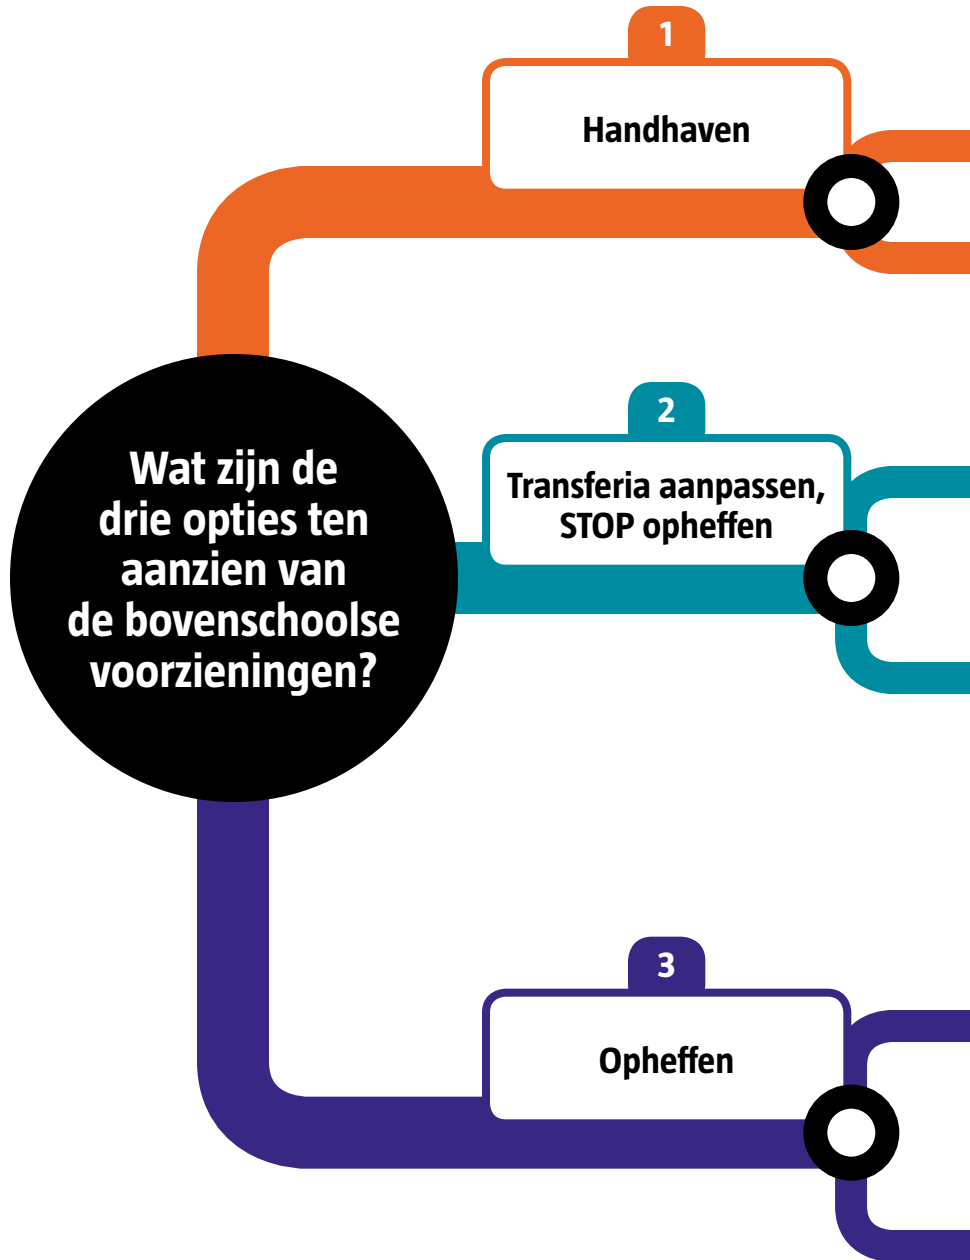 Wat zijn de
drie opties ten
aanzien van
de bovenschoolse
voorzieningen?
1
Handhaven
2
Transferia aanpassen,
STOP opheffen
3
Opheffen